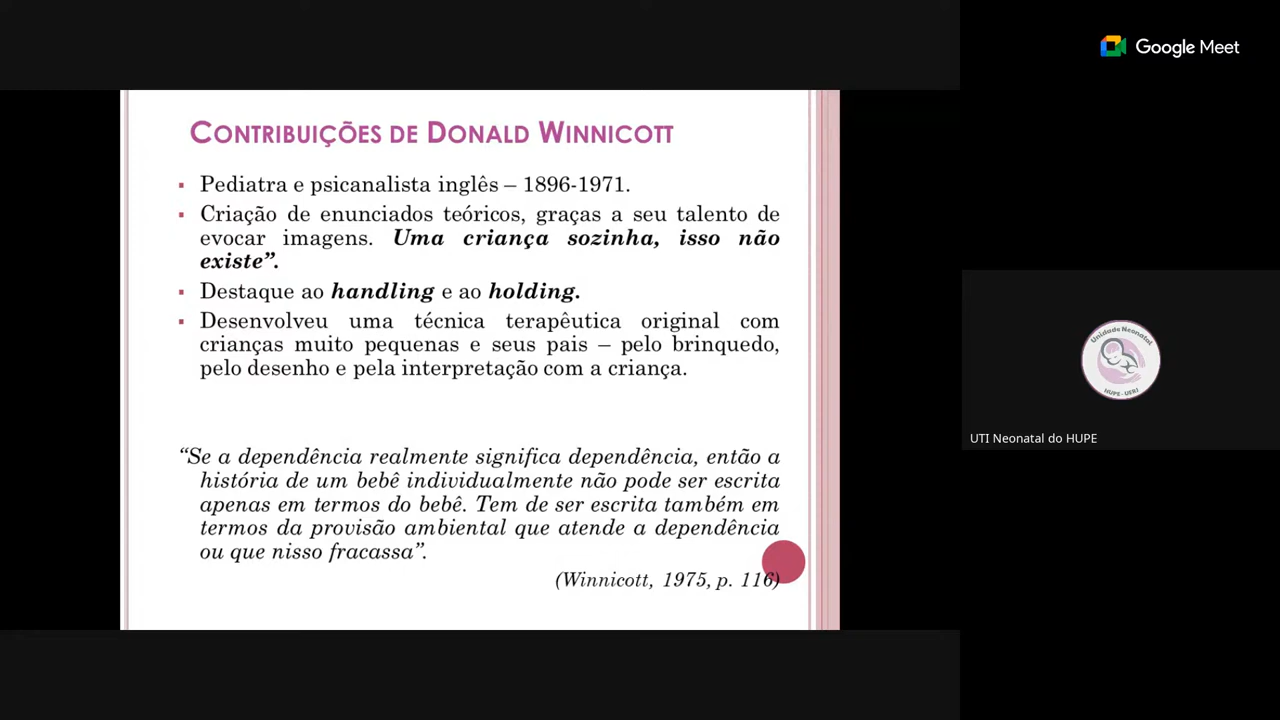 Google Meet
CONTRIBUIÇÕES DE DONALD WINNICOTT
▪ Pediatra e psicanalista inglês – 1896-1971.
▪ Criação de enunciados teóricos, graças a seu talento de
evocar imagens. Uma criança sozinha, isso não
existe”.
▪ Destaque ao handling e ao holding.
▪ Desenvolveu uma técnica terapêutica original com
crianças muito pequenas e seus pais – pelo brinquedo,
pelo desenho e pela interpretação com a criança.
“Se a dependência realmente significa dependência, então a
história de um bebê individualmente não pode ser escrita
apenas em termos do bebê. Tem de ser escrita também em
termos da provisão ambiental que atende a dependência
ou que nisso fracassa”.
(Winnicott, 1975, p. 116)
Unidade Neonatal
HUPE - UERJ
UTI Neonatal do HUPE